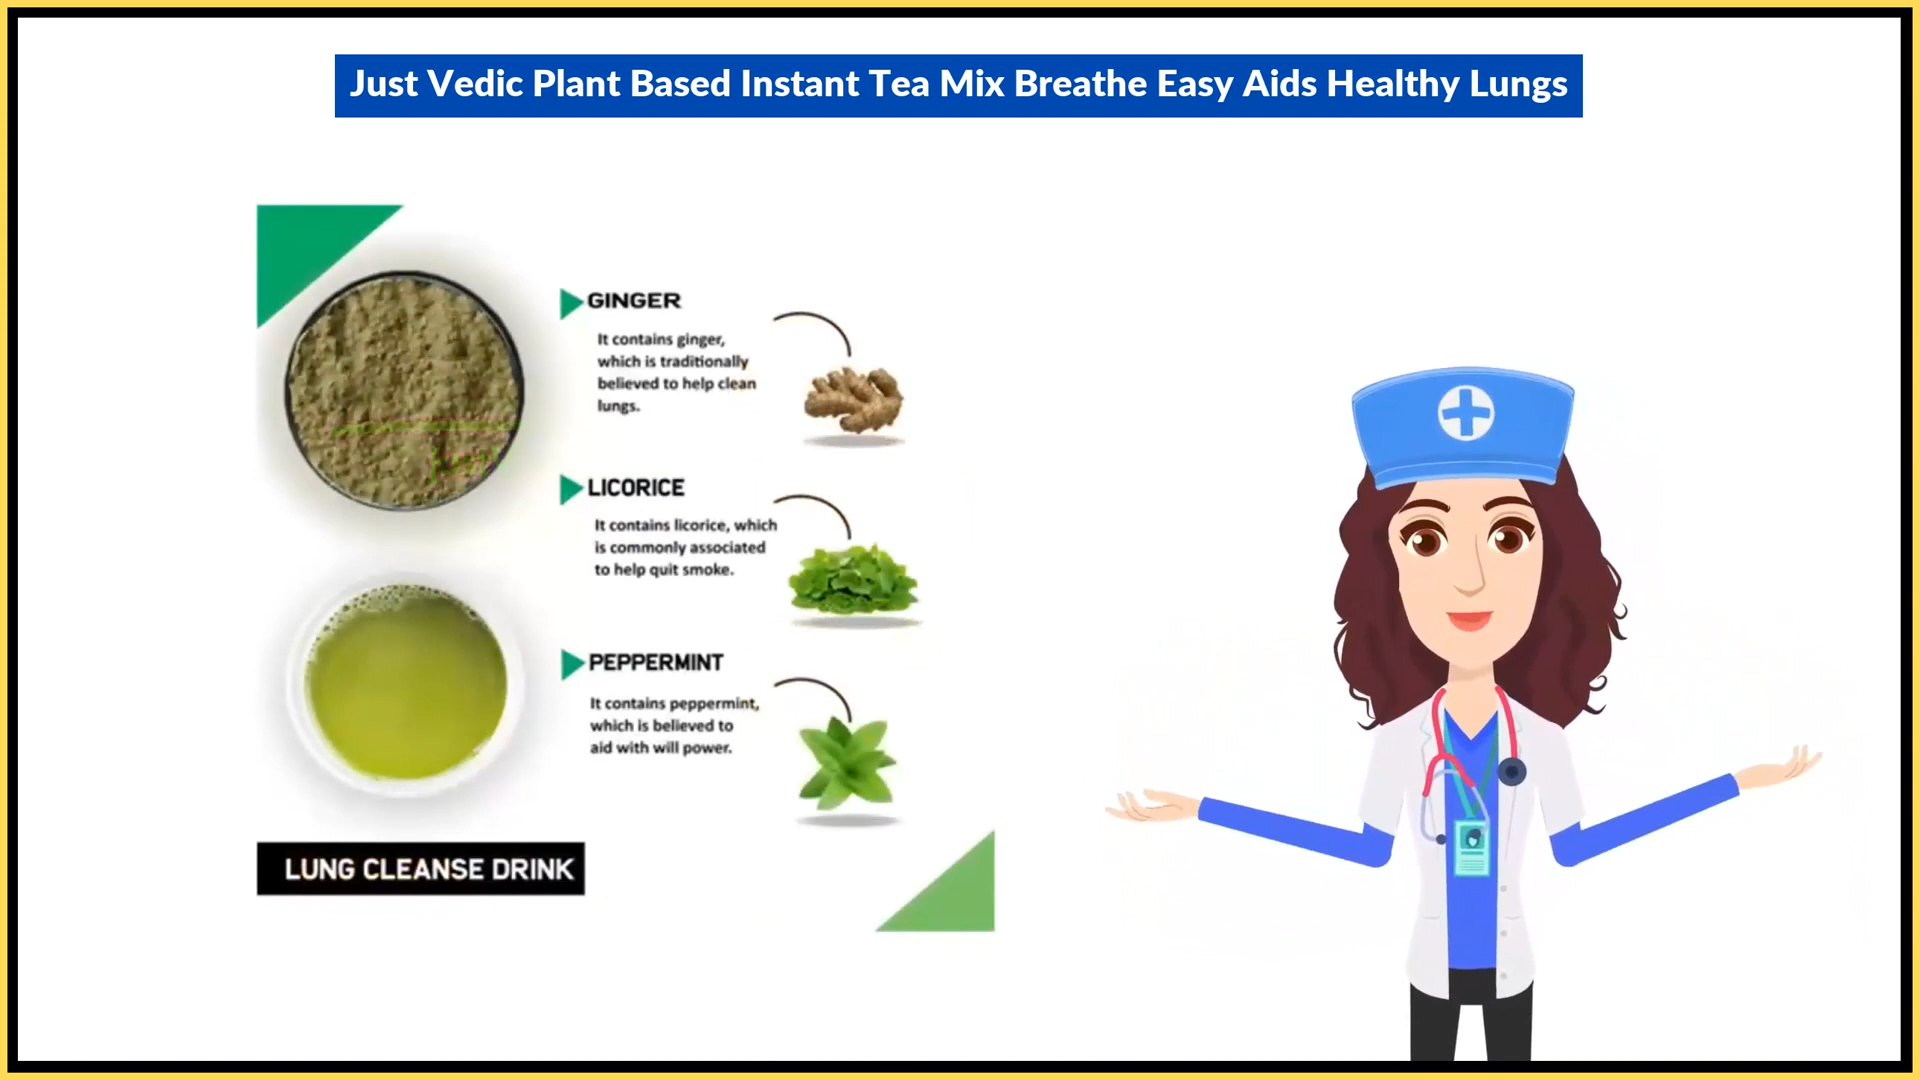 Just Vedic Plant Based Instant Tea Mix Breathe Easy Aids Healthy Lungs
GINGER
It contains ginger,
which is traditionally
believed to help clean
lungs.
LICORICE
It contains licorice, which
is commonly associated
to help quit smoke.
PEPPERMINT
It contains peppermint,
which is believed to
aid with will power.
LUNG CLEANSE DRINK